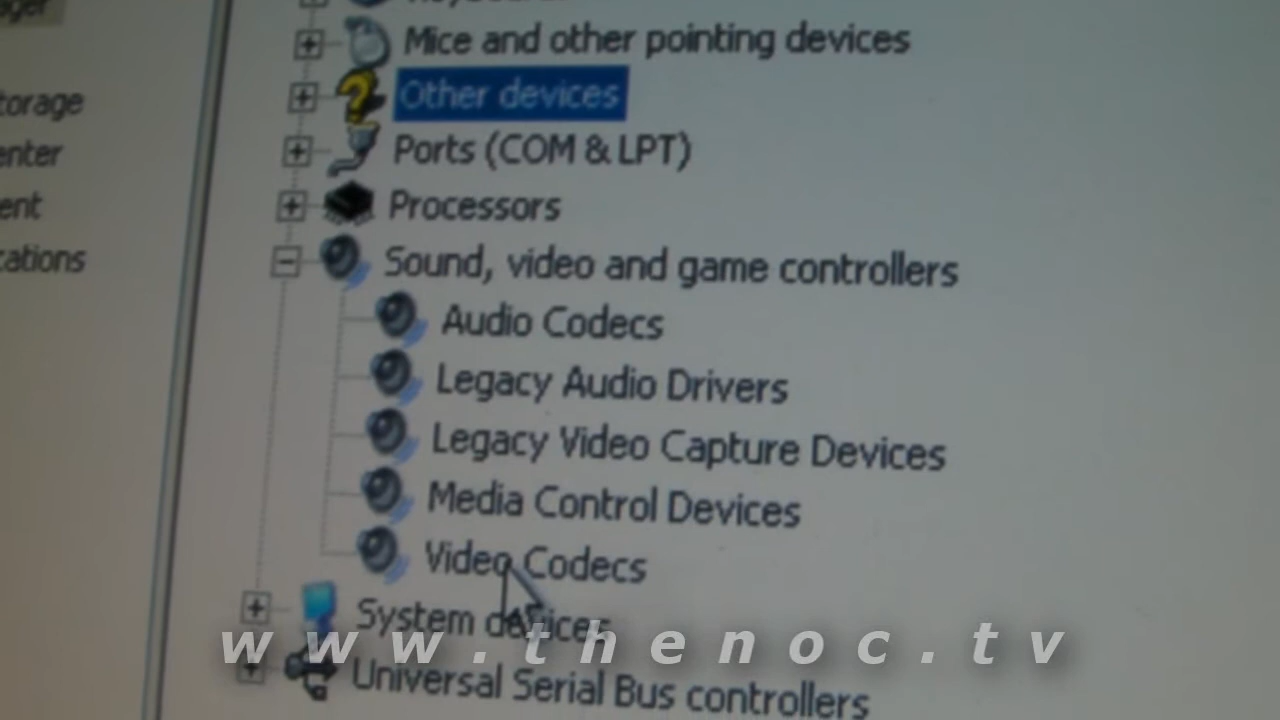 Mice and other pointing devices
Other devices
Ports (COM & LPT)
Processors
Sound, video and game controllers
Audio Codecs
Legacy Audio Drivers
Legacy Video Capture Devices
Media Control Devices
Video Codecs
System devices
www.thenoc.tv
Universal Serial Bus controllers